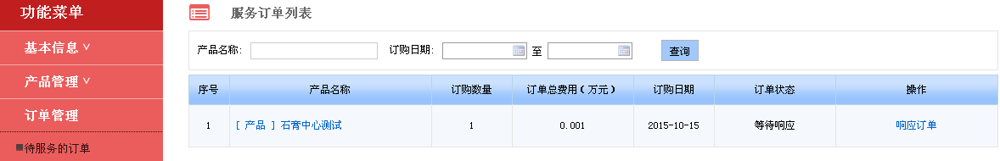 功能菜单
基本信息
产品管理
订单管理
待服务的订单
服务订单列表
产品名称: 订购日期: 至 查询
序号 产品名称 订购数量 订单总费用（万元） 订购日期 订单状态 操作
1 [ 产品 ] 石膏中心测试 1 0.001 2015-10-15 等待响应 响应订单